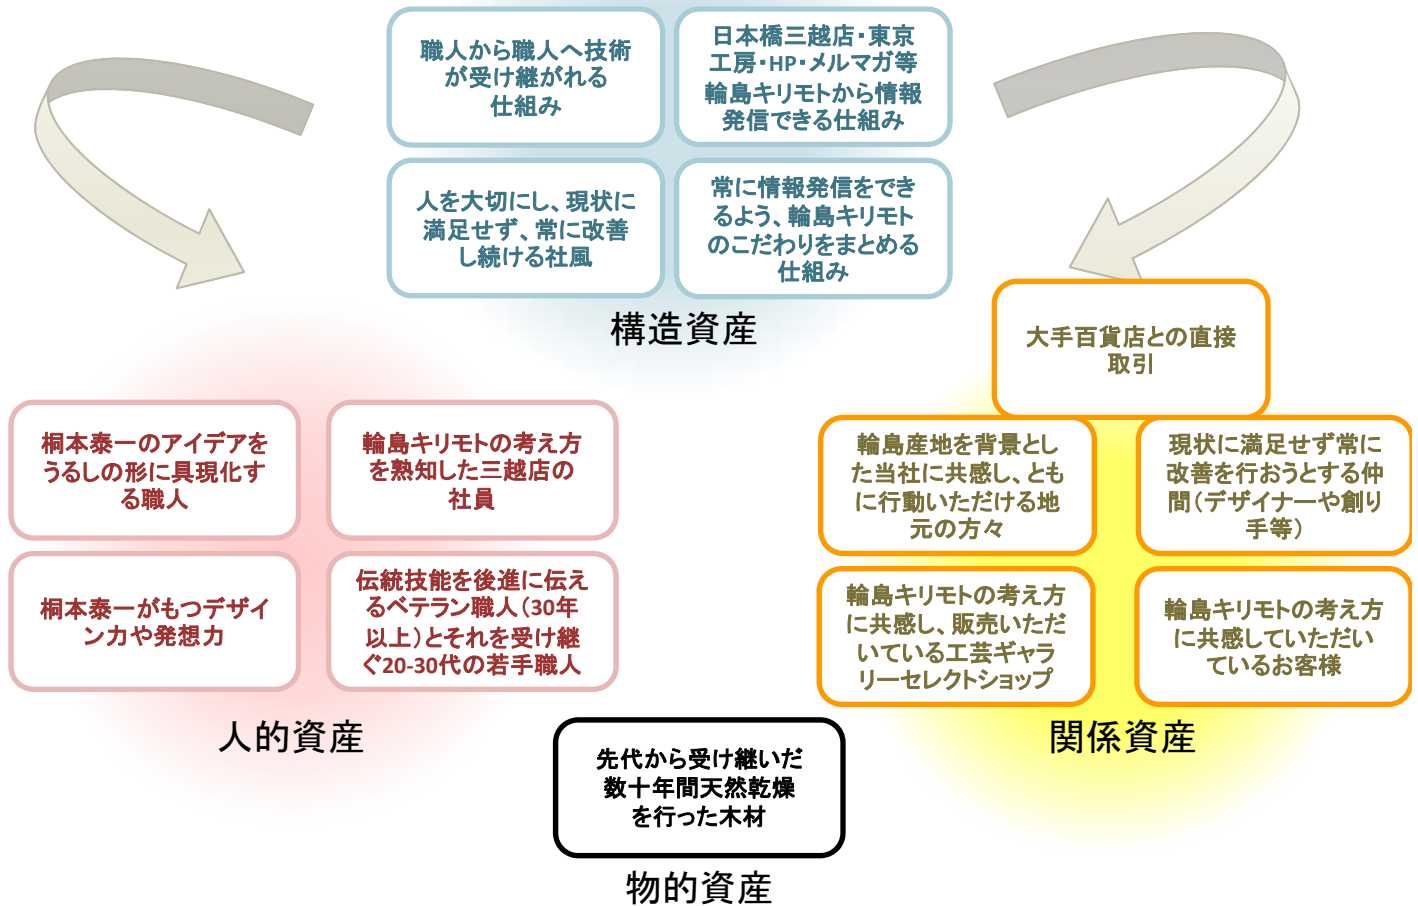 職人から職人へ技術
が受け継がれる
仕組み
日本橋三越店・東京
工房・HP・メルマガ等
輪島キリモトから情報
発信できる仕組み
人を大切にし、現状に
満足せず、常に改善
し続ける社風
常に情報発信をでき
るよう、輪島キリモト
のこだわりをまとめる
仕組み
構造資産
桐本泰一のアイデアを
うるしの形に具現化す
る職人
輪島キリモトの考え方
を熟知した三越店の
社員
桐本泰一がもつデザイ
ン力や発想力
伝統技能を後進に伝え
るベテラン職人（30年
以上）とそれを受け継
ぐ20-30代の若手職人
人的資産
大手百貨店との直接
取引
輪島産地を背景とし
た当社に共感し、とも
に行動いただける地
元の方々
現状に満足せず常に
改善を行おうとする仲
間（デザイナーや創り
手等）
輪島キリモトの考え方
に共感し、販売いただ
いている工芸ギャラ
リーセレクトショップ
輪島キリモトの考え方
に共感していただい
ているお客様
関係資産
先代から受け継いだ
数十年間天然乾燥
を行った木材
物的資産